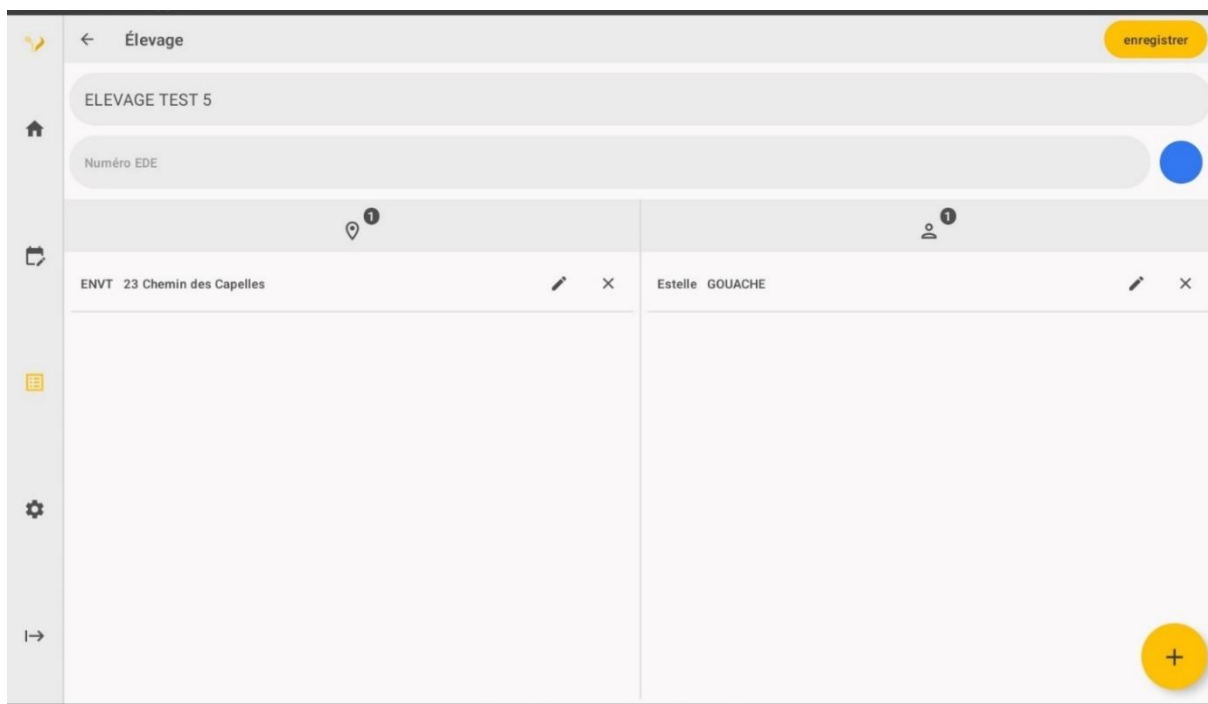 Élevage
enregistrer
ELEVAGE TEST 5
Numéro EDE
1
1
ENVT 23 Chemin des Capelles
Estelle GOUACHE